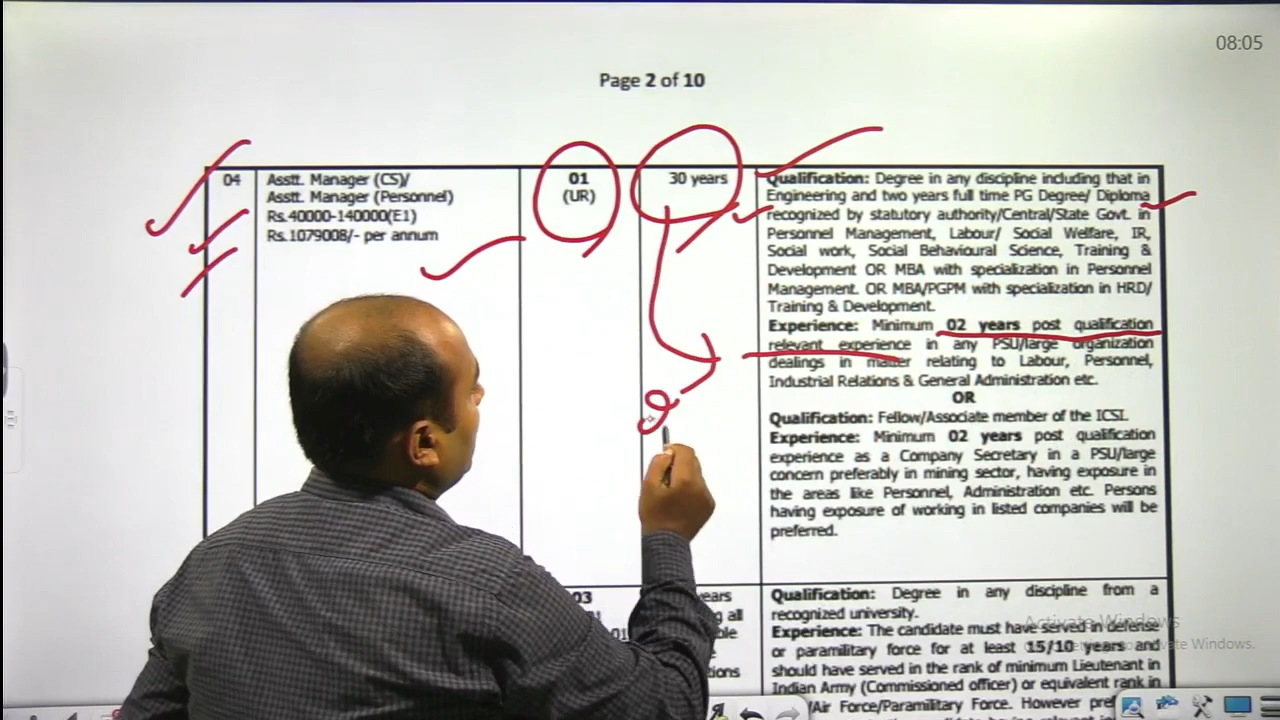 08:05
Page 2 of 10
04
Asstt. Manager (CS)/
Asstt. Manager (Personnel)
Rs.40000-140000(E1)
Rs.1079008/- per annum
01
(UR)
30 years
Qualification: Degree in any discipline including that in
Engineering and two years full time PG Degree/ Diploma
recognized by statutory authority/Central/State Govt. in
Personnel Management, Labour/ Social Welfare, IR,
Social work, Social Behavioural Science, Training &
Development OR MBA with specialization in Personnel
Management. OR MBA/PGPM with specialization in HRD/
Training & Development.
Experience: Minimum 02 years post qualification
relevant experience in any PSU/large organization
dealings in matter relating to Labour, Personnel,
Industrial Relations & General Administration etc.
OR
Qualification: Fellow/Associate member of the ICSI.
Experience: Minimum 02 years post qualification
experience as a Company Secretary in a PSU/large
concern preferably in mining sector, having exposure in
the areas like Personnel, Administration etc. Persons
having exposure of working in listed companies will be
preferred.
03
Qualification: Degree in any discipline from a
recognized university.
Experience: The candidate must have served in defense
or paramilitary force for at least 15/10 years and
should have served in the rank of minimum Lieutenant in
Indian Army (Commissioned officer) or equivalent rank in
/Air Force/Paramilitary Force. However
Activate Windows